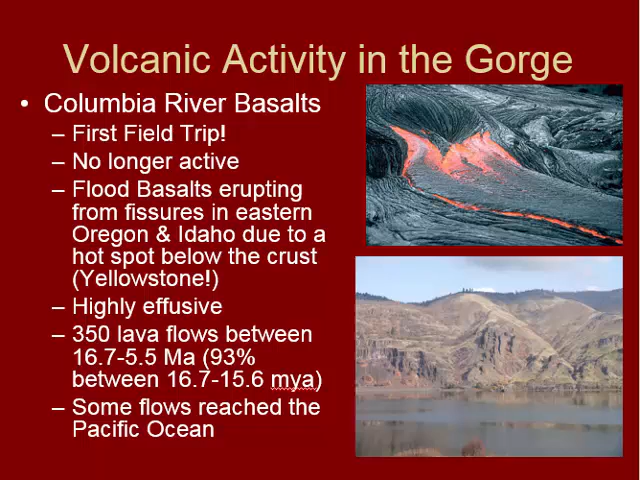 Volcanic Activity in the Gorge
• Columbia River Basalts
– First Field Trip!
– No longer active
– Flood Basalts erupting
from fissures in eastern
Oregon & Idaho due to a
hot spot below the crust
(Yellowstone!)
– Highly effusive
– 350 lava flows between
16.7-5.5 Ma (93%
between 16.7-15.6 mya)
– Some flows reached the
Pacific Ocean